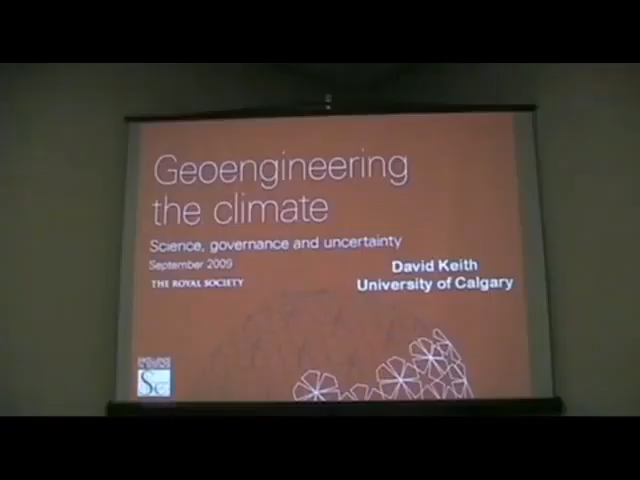 Geoengineering
the climate
Science, governance and uncertainty
September 2009
THE ROYAL SOCIETY
David Keith
University of Calgary